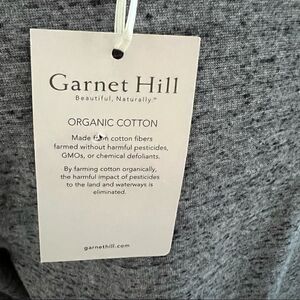 Garnet Hill
Beautiful, Naturally.™
ORGANIC COTTON
Made from cotton fibers
farmed without harmful pesticides,
GMOs, or chemical defoliants.
By farming cotton organically,
the harmful impact of pesticides
to the land and waterways is
eliminated.
garnethill.com